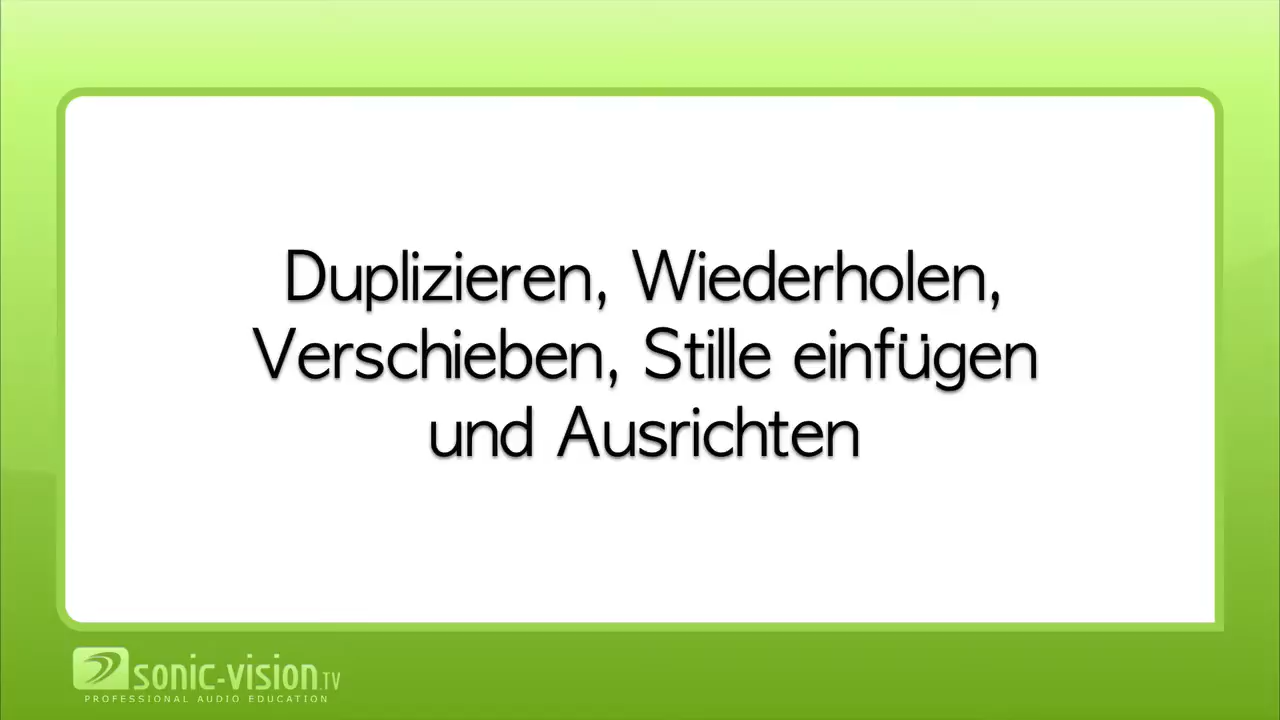 Duplizieren, Wiederholen,
Verschieben, Stille einfügen
und Ausrichten
sonic-vision.TV
PROFESSIONAL AUDIO EDUCATION